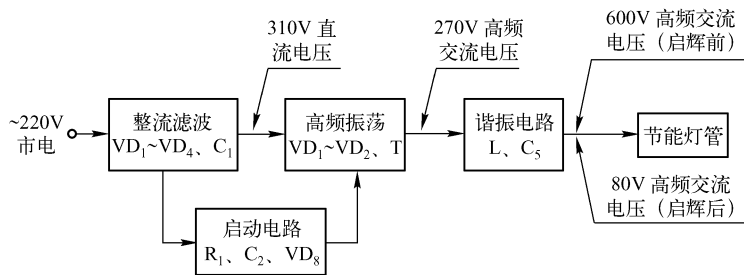 310V 直
流电压
270V 高频
交流电压
600V 高频交流
电压（启辉前）
~220V
市电
整流滤波
VD₁~VD₄、C₁
高频振荡
VD₁~VD₂、T
谐振电路
L、C₅
节能灯管
80V 高频交流
电压（启辉后）
启动电路
R₁、C₂、VD₈